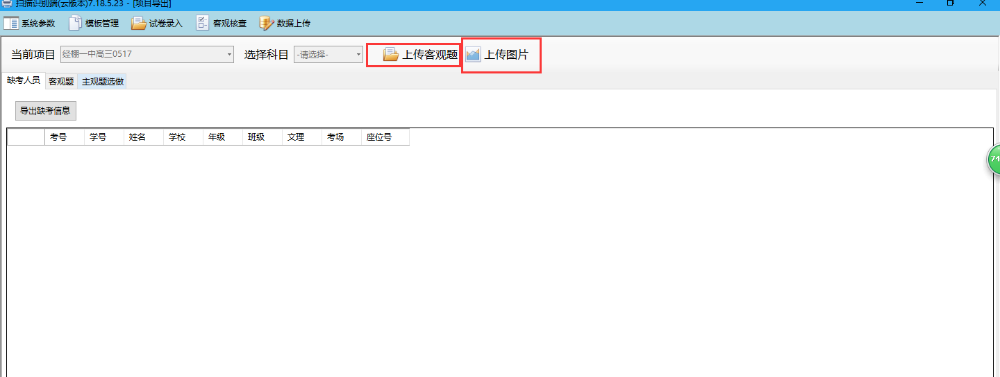 扫描识别端(云版本)7.18.5.23 - [项目导出]
系统参数 模板管理 试卷录入 客观核查 数据上传
当前项目 经棚一中高三0517 选择科目 -请选择- 上传客观题 上传图片
缺考人员 客观题 主观题选做
导出缺考信息
考号 学号 姓名 学校 年级 班级 文理 考场 座位号
74